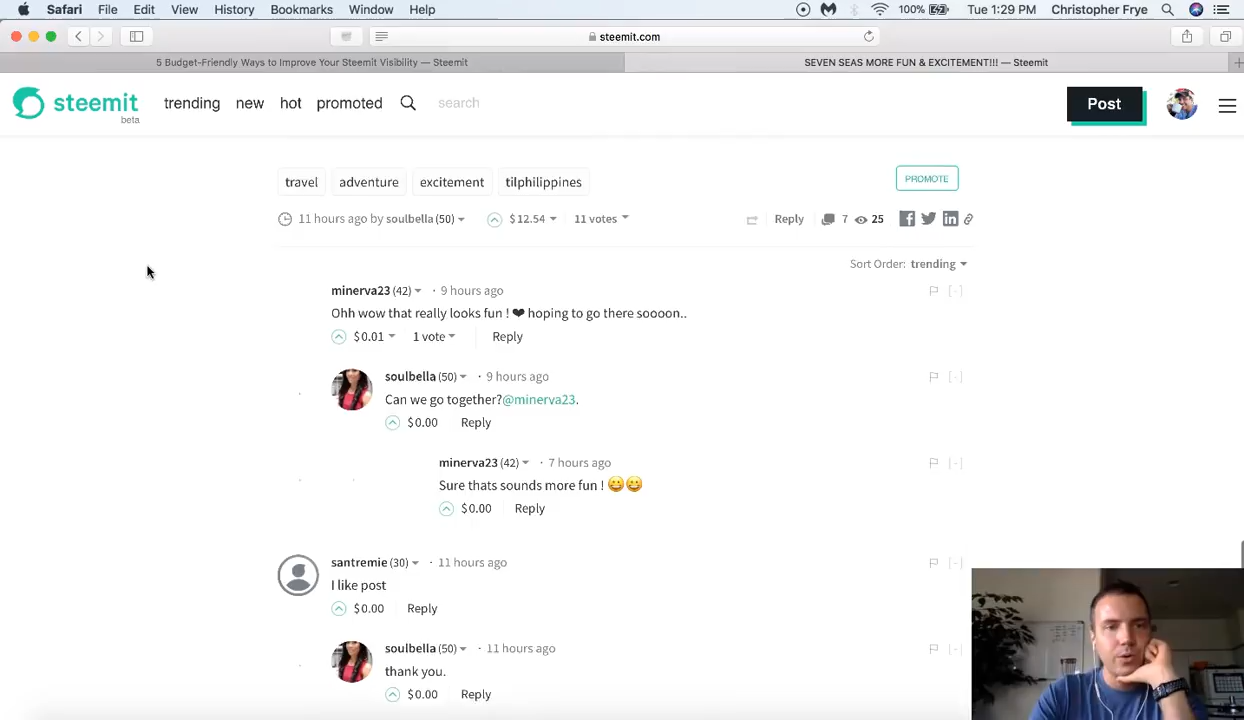 Safari File Edit View History Bookmarks Window Help 100% Tue 1:29 PM Christopher Frye
steemit.com
5 Budget-Friendly Ways to Improve Your Steemit Visibility — Steemit SEVEN SEAS MORE FUN & EXCITEMENT!!! — Steemit
steemit beta trending new hot promoted search Post
travel adventure excitement tilphilippines PROMOTE
11 hours ago by soulbella (50) $12.54 11 votes Reply 7 25
Sort Order: trending
minerva23 (42) · 9 hours ago [-]
Ohh wow that really looks fun ! ❤ hoping to go there soooon..
$0.01 1 vote Reply
soulbella (50) · 9 hours ago [-]
Can we go together?@minerva23.
$0.00 Reply
minerva23 (42) · 7 hours ago [-]
Sure thats sounds more fun ! 😀😀
$0.00 Reply
santremie (30) · 11 hours ago [-]
I like post
$0.00 Reply
soulbella (50) · 11 hours ago [-]
thank you.
$0.00 Reply